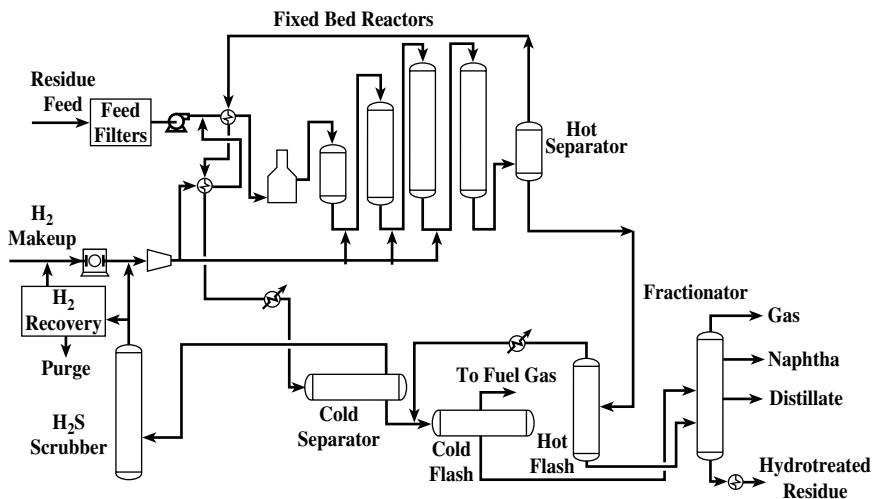 Fixed Bed Reactors
Residue
Feed
Feed
Filters
Hot
Separator
H₂
Makeup
H₂
Recovery
Purge
Fractionator
Gas
Naphtha
Distillate
To Fuel Gas
H₂S
Scrubber
Cold
Separator
Cold
Flash
Hot
Flash
Hydrotreated
Residue